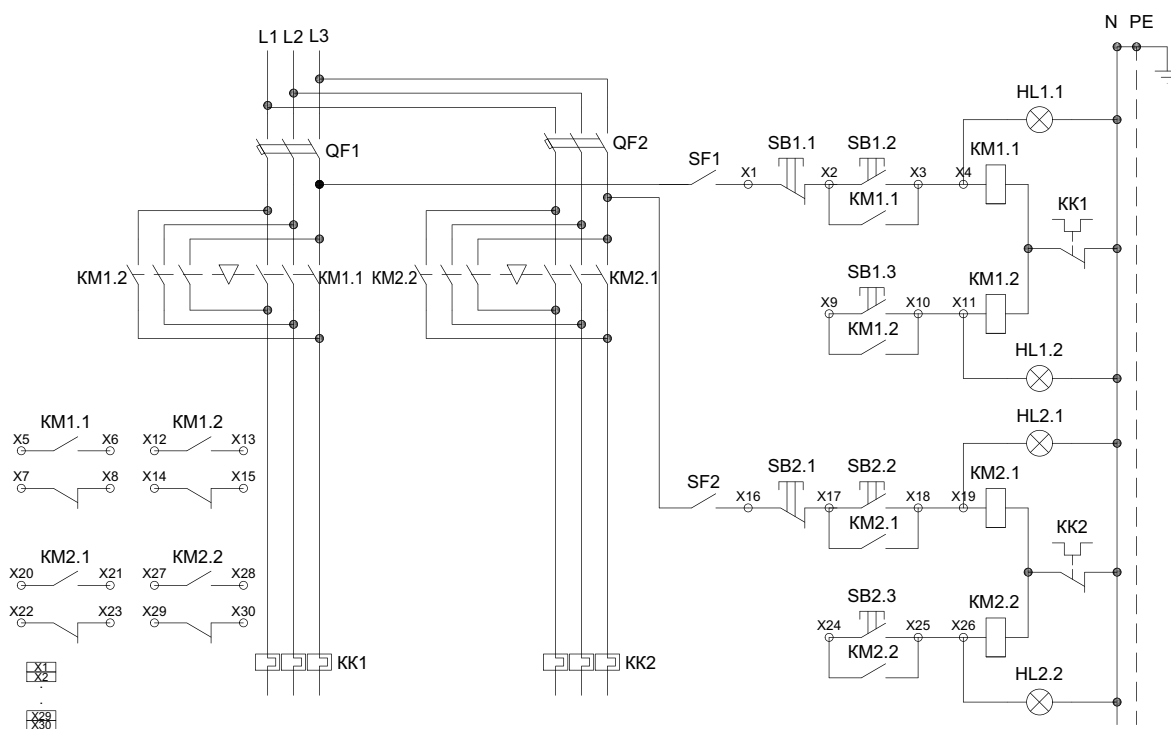 N PE
L1 L2 L3
HL1.1
QF1
QF2
SF1
SB1.1
SB1.2
KM1.1
X1
X2
X3
X4
KM1.1
KK1
KM1.2
KM1.1
KM2.2
KM2.1
SB1.3
KM1.2
X9
X10
X11
KM1.2
HL1.2
KM1.1
KM1.2
X5
X6
X12
X13
X7
X8
X14
X15
HL2.1
SF2
SB2.1
SB2.2
KM2.1
X16
X17
X18
X19
KM2.1
KK2
KM2.1
KM2.2
X20
X21
X27
X28
X22
X23
X29
X30
SB2.3
KM2.2
X24
X25
X26
KM2.2
HL2.2
KK1
KK2
X1
X2
.
.
X29
X30